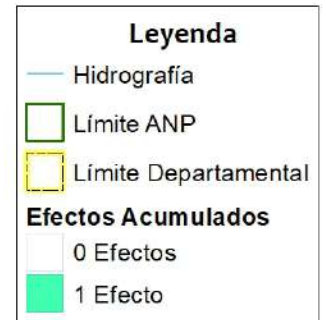 Leyenda
Hidrografía
Límite ANP
Límite Departamental
Efectos Acumulados
0 Efectos
1 Efecto